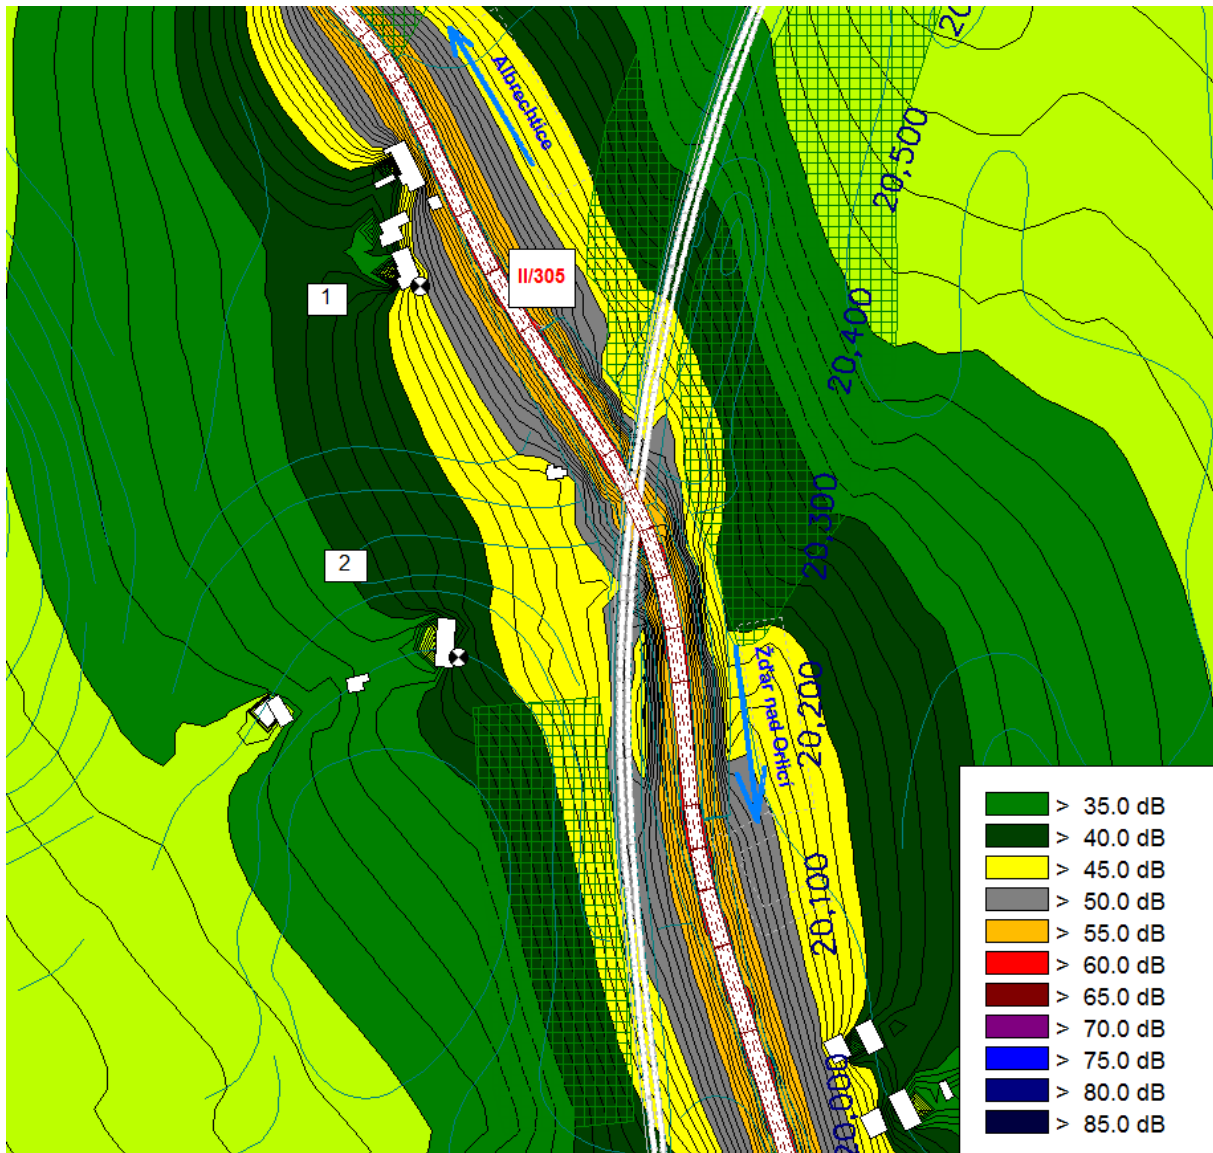 20
Albrechtice
20,500
II/305
1
20,400
20,300
2
Žďár nad Orlicí
20,200
20,100
20,000
> 35.0 dB
> 40.0 dB
> 45.0 dB
> 50.0 dB
> 55.0 dB
> 60.0 dB
> 65.0 dB
> 70.0 dB
> 75.0 dB
> 80.0 dB
> 85.0 dB